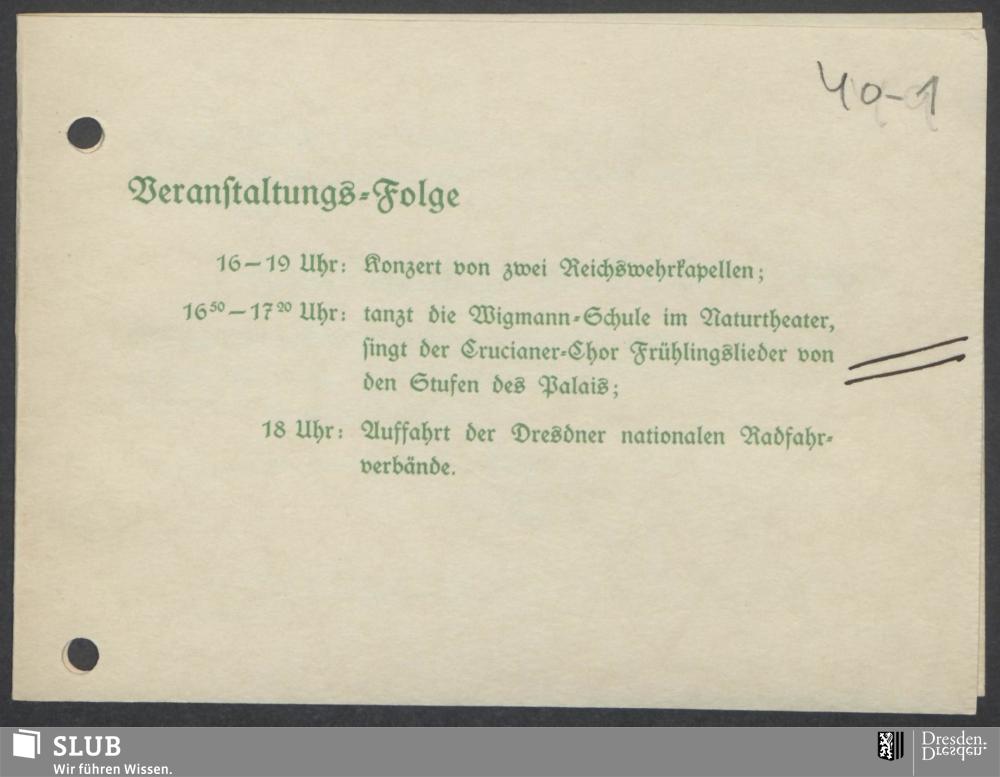 40-1
Veranſtaltungs=Folge
16—19 Uhr: Konzert von zwei Reichswehrkapellen;
16⁵⁰—17²⁰ Uhr: tanzt die Wigmann=Schule im Naturtheater,
ſingt der Crucianer=Chor Frühlingslieder von
den Stufen des Palais;
18 Uhr: Auffahrt der Dresdner nationalen Radfahr=
verbände.
SLUB
Wir führen Wissen.
Dresden.
Dresden.